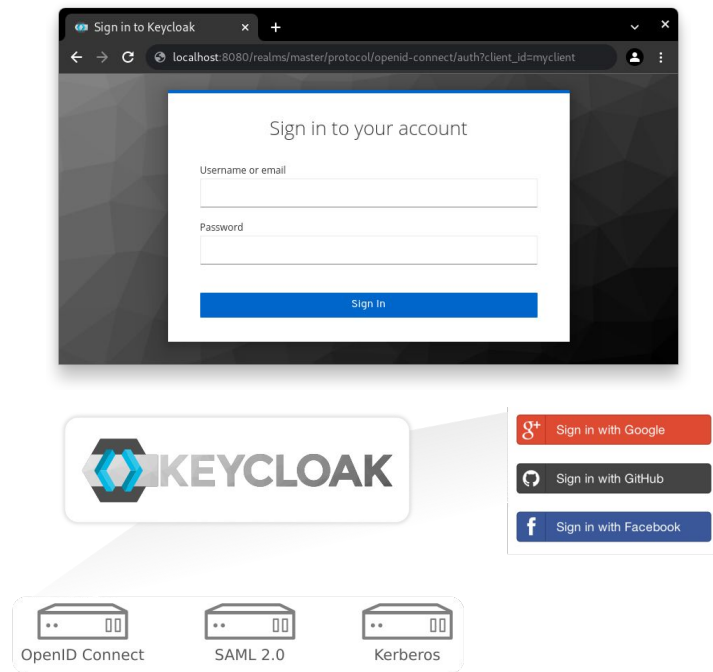 Sign in to Keycloak
localhost:8080/realms/master/protocol/openid-connect/auth?client_id=myclient
Sign in to your account
Username or email
Password
Sign In
KEYCLOAK
g+ Sign in with Google
Sign in with GitHub
f Sign in with Facebook
OpenID Connect
SAML 2.0
Kerberos